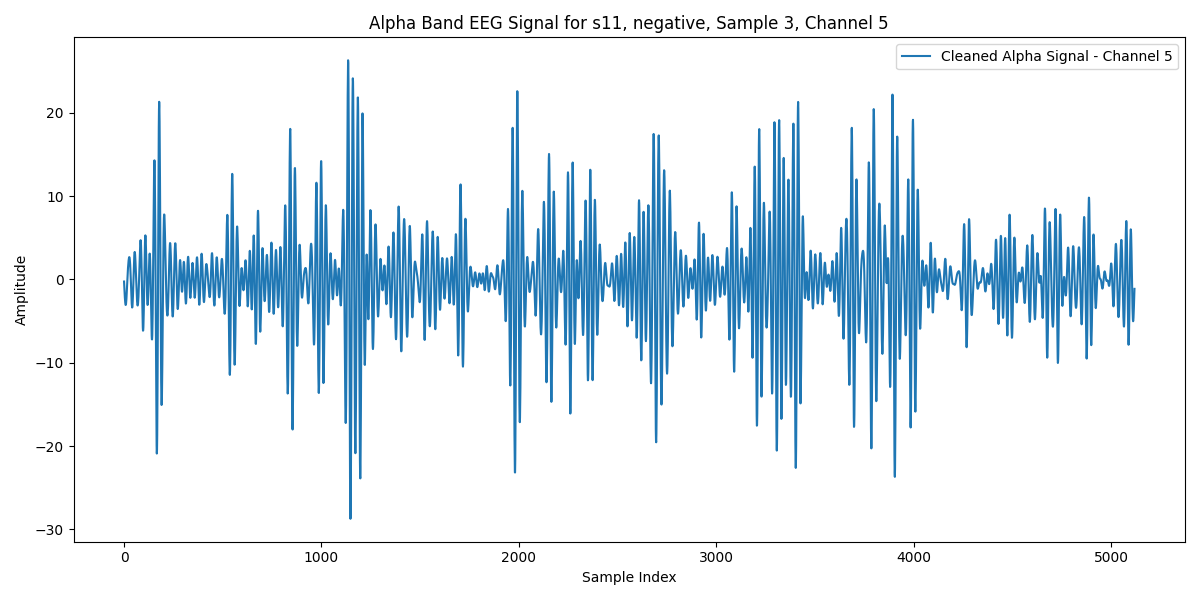 Alpha Band EEG Signal for s11, negative, Sample 3, Channel 5
Cleaned Alpha Signal - Channel 5
Amplitude
20
10
0
−10
−20
−30
0 1000 2000 3000 4000 5000
Sample Index